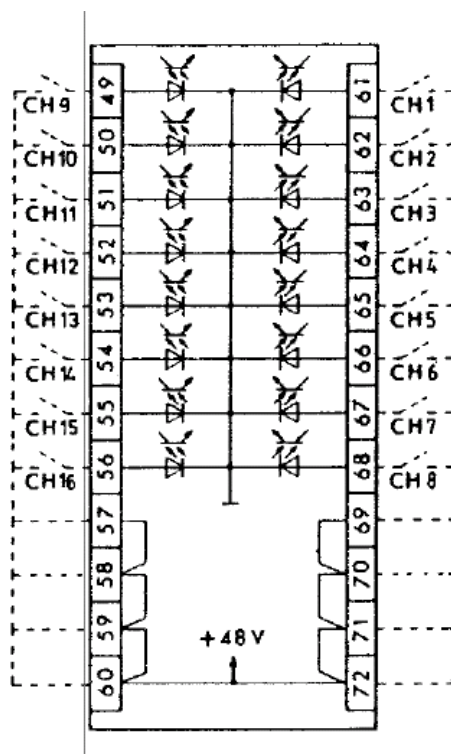 49 61
CH9 CH1
50 62
CH10 CH2
51 63
CH11 CH3
52 64
CH12 CH4
53 65
CH13 CH5
54 66
CH14 CH6
55 67
CH15 CH7
56 68
CH16 CH8
57 69
58 70
59 71
+48V
60 72